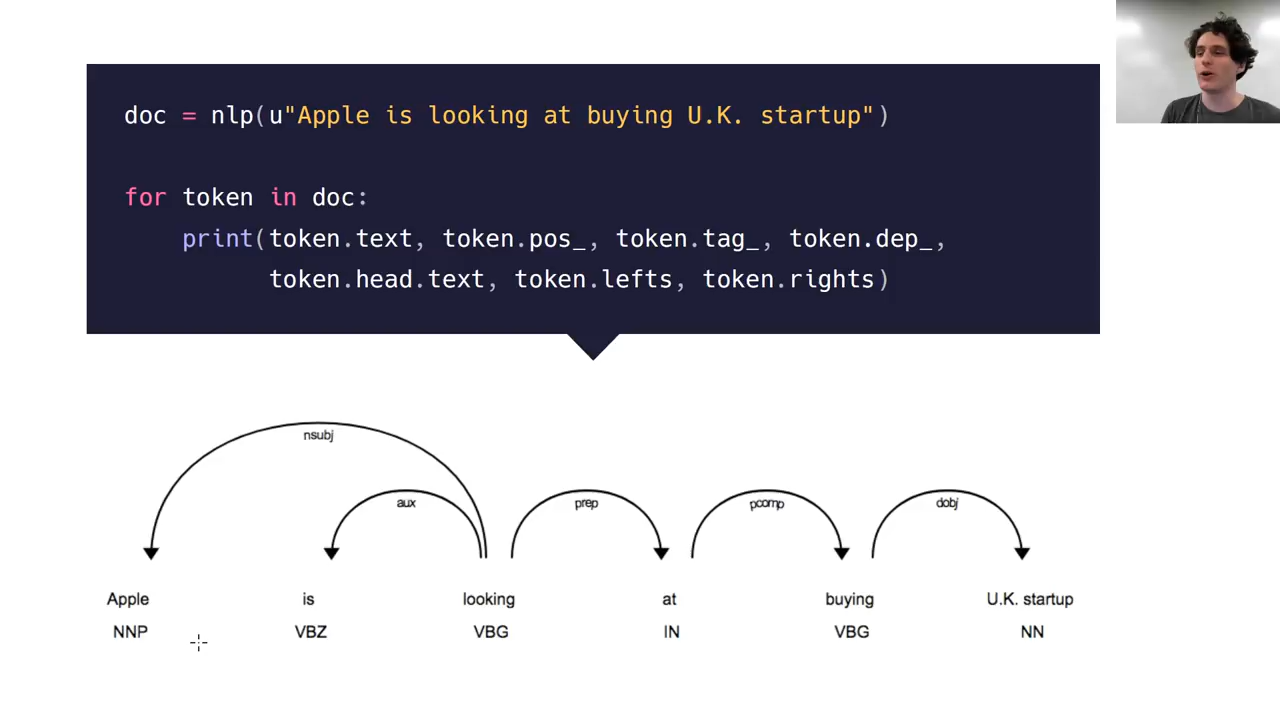 doc = nlp(u"Apple is looking at buying U.K. startup")
for token in doc:
print(token.text, token.pos_, token.tag_, token.dep_,
token.head.text, token.lefts, token.rights)
nsubj
aux prep pcomp dobj
Apple is looking at buying U.K. startup
NNP VBZ VBG IN VBG NN